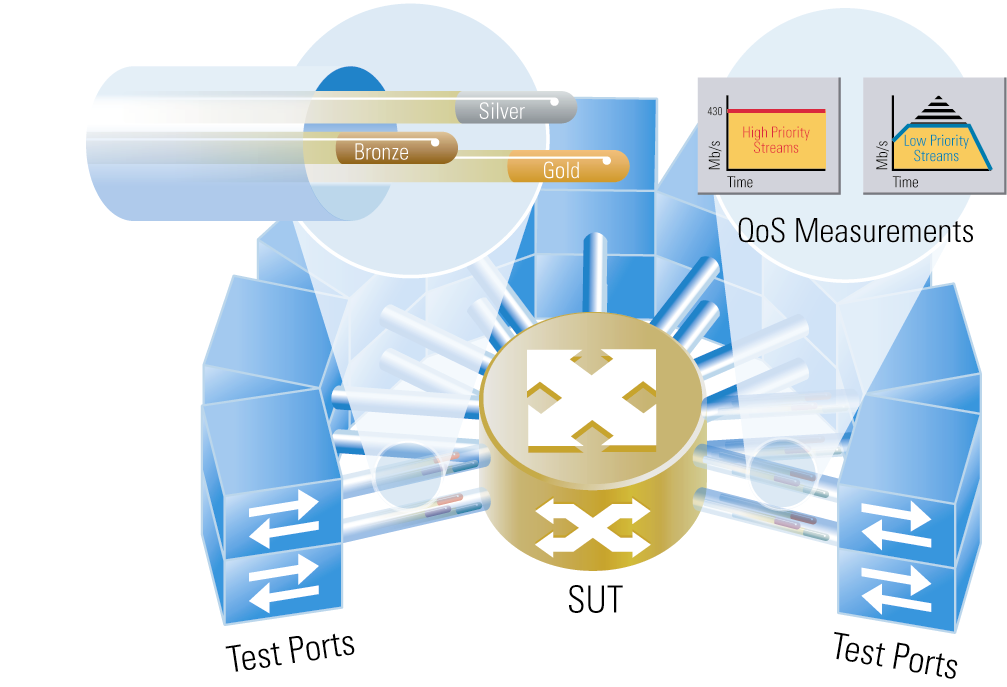 Silver
Bronze
Gold
430
Mb/s
High Priority
Streams
Time
Mb/s
Low Priority
Streams
Time
QoS Measurements
SUT
Test Ports
Test Ports